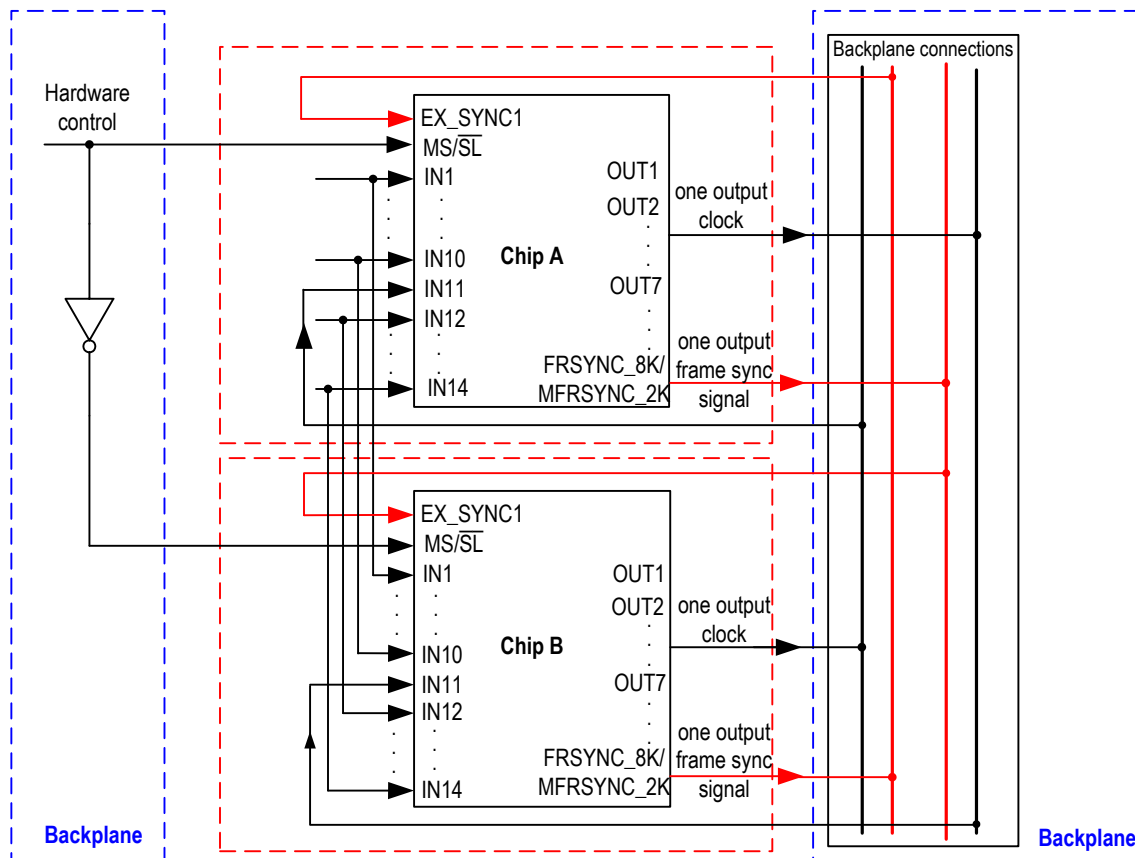 Backplane connections
Hardware
control
EX_SYNC1
MS/SL
IN1
OUT1
OUT2
one output
clock
Chip A
IN10
IN11
OUT7
IN12
one output
frame sync
signal
FRSYNC_8K/
MFRSYNC_2K
IN14
EX_SYNC1
MS/SL
IN1
OUT1
OUT2
one output
clock
Chip B
IN10
IN11
OUT7
IN12
one output
frame sync
signal
FRSYNC_8K/
MFRSYNC_2K
IN14
Backplane
Backplane